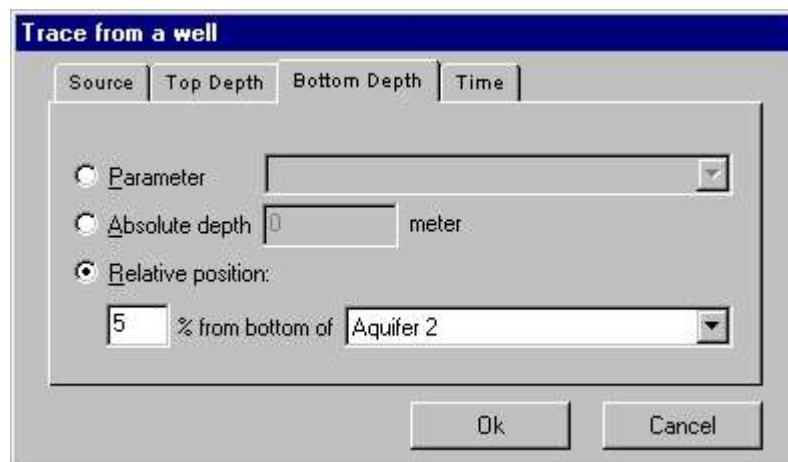 Trace from a well
Source Top Depth Bottom Depth Time
Parameter
Absolute depth 0 meter
Relative position:
5 % from bottom of Aquifer 2
Ok Cancel